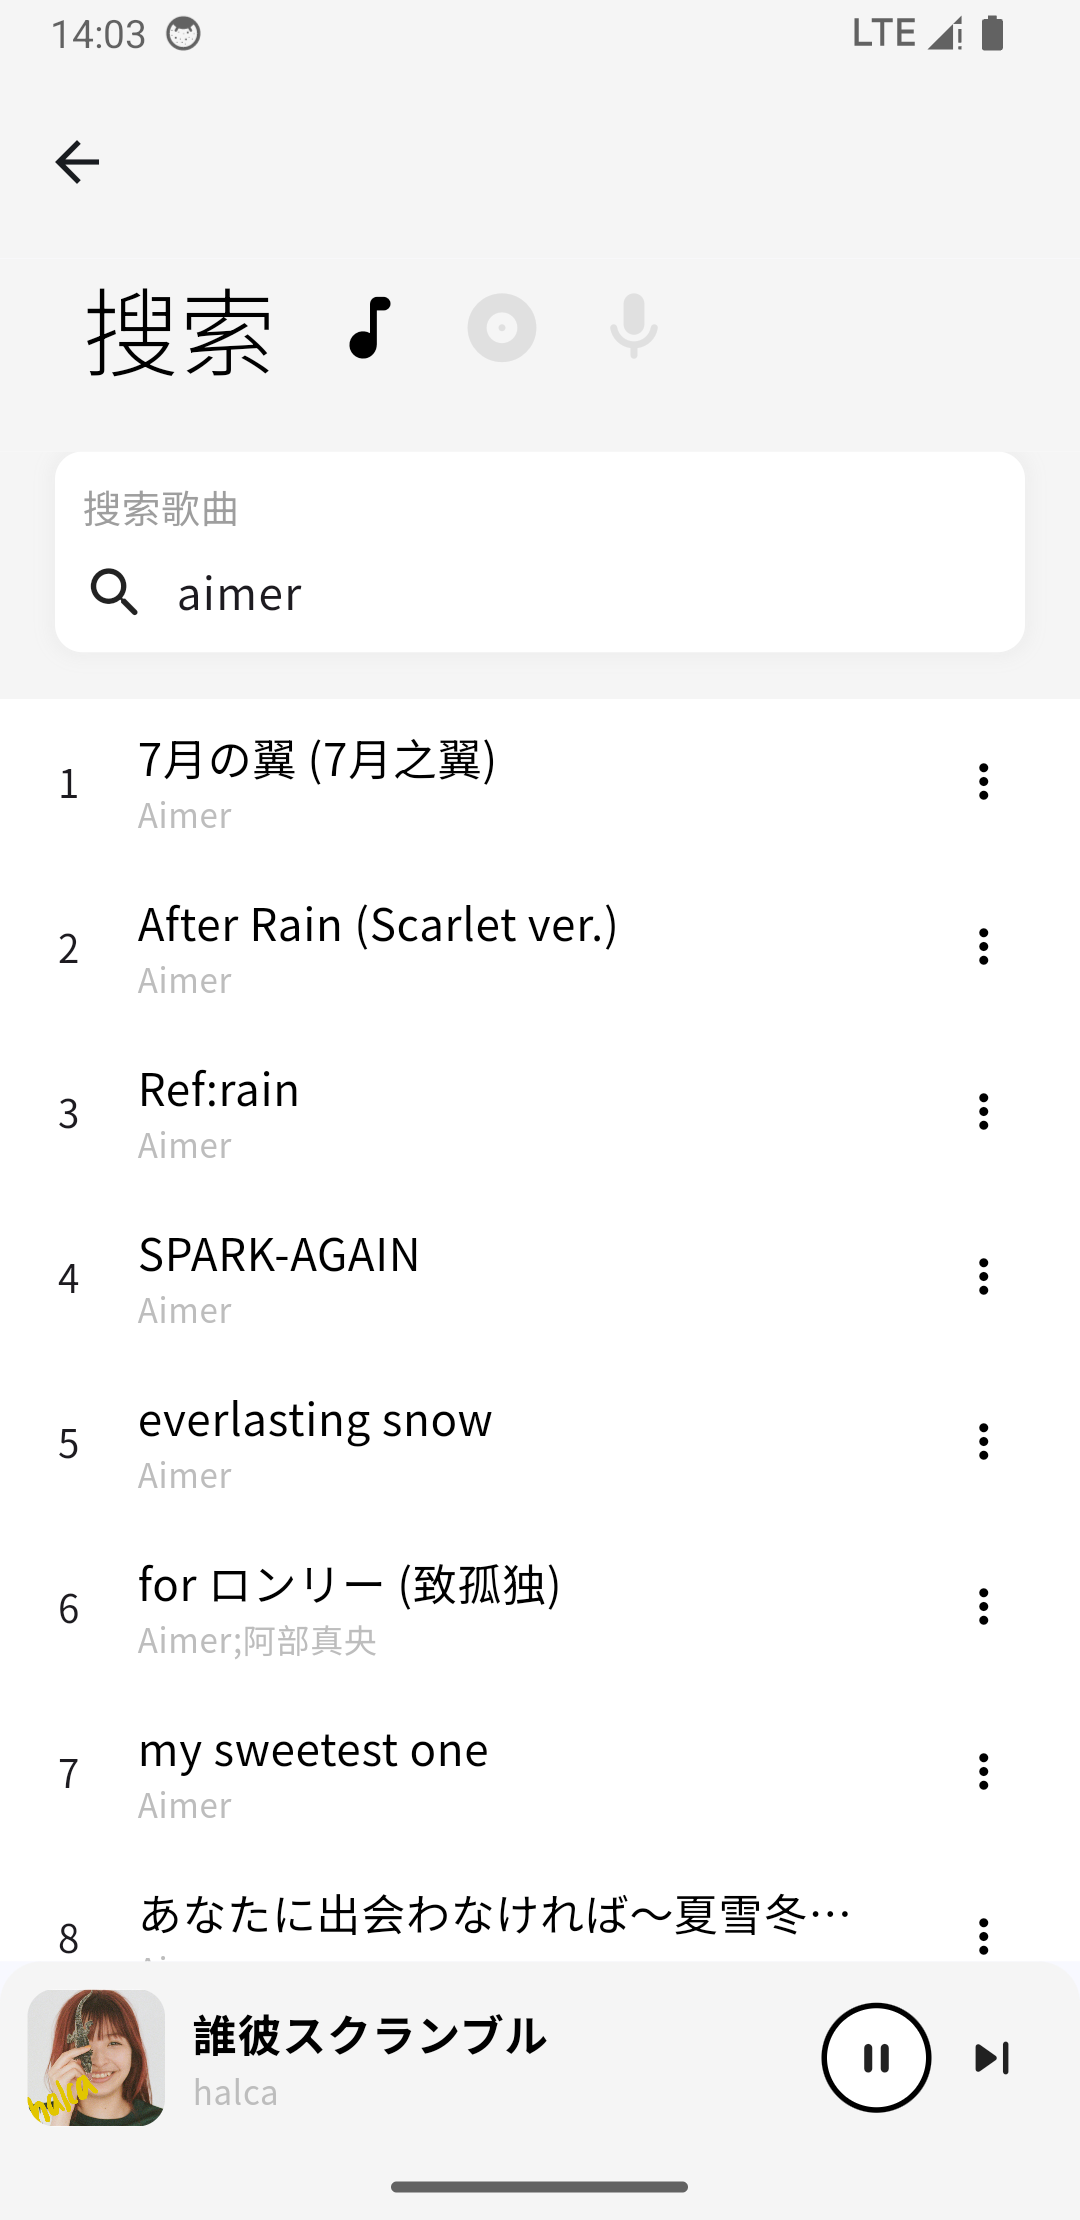 14:03
LTE
搜索
搜索歌曲
aimer
1
7月の翼 (7月之翼)
Aimer
2
After Rain (Scarlet ver.)
Aimer
3
Ref:rain
Aimer
4
SPARK-AGAIN
Aimer
5
everlasting snow
Aimer
6
for ロンリー (致孤独)
Aimer;阿部真央
7
my sweetest one
Aimer
8
あなたに出会わなければ～夏雪冬…
halca
誰彼スクランブル
halca